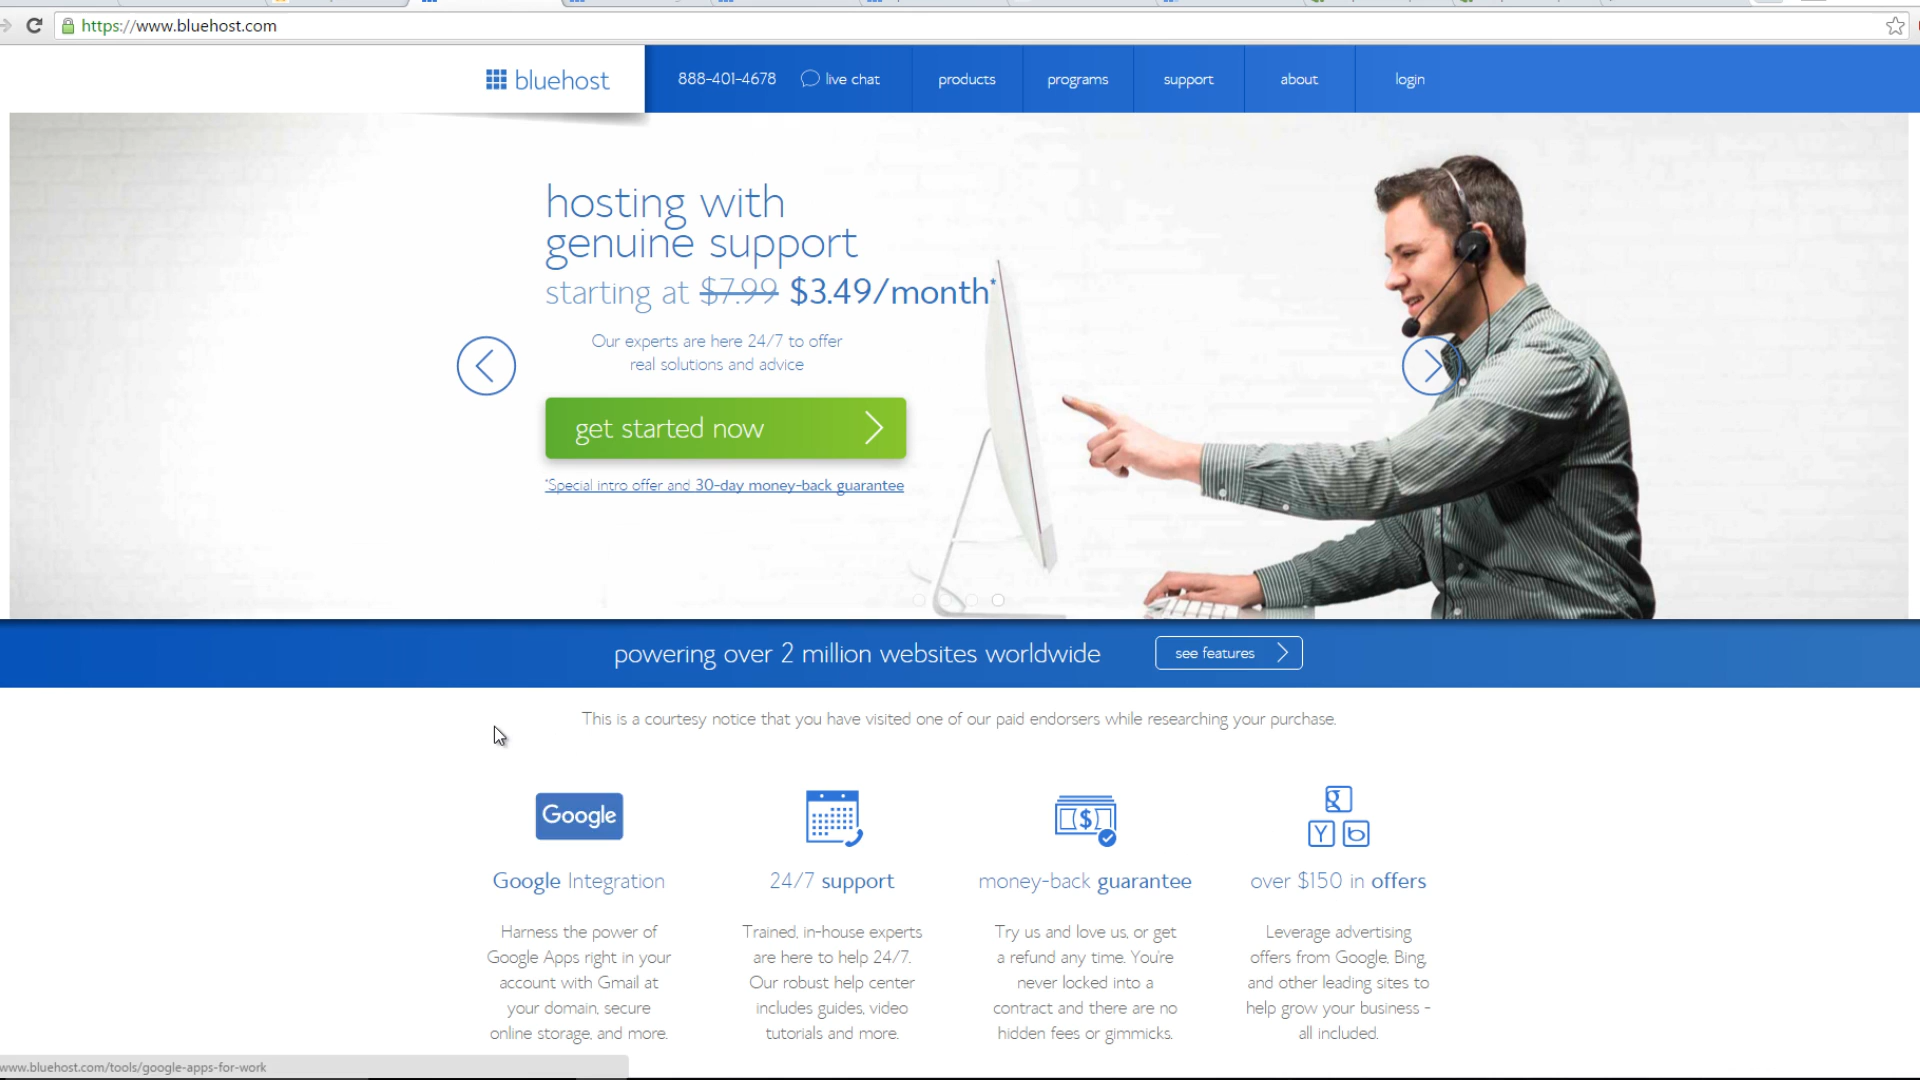 https://www.bluehost.com
bluehost
888-401-4678
live chat
products
programs
support
about
login
hosting with
genuine support
starting at $7.99 $3.49/month*
Our experts are here 24/7 to offer
real solutions and advice
get started now
*Special intro offer and 30-day money-back guarantee
powering over 2 million websites worldwide
see features
This is a courtesy notice that you have visited one of our paid endorsers while researching your purchase.
Google
Google Integration
Harness the power of
Google Apps right in your
account with Gmail at
your domain, secure
online storage, and more.
24/7 support
Trained, in-house experts
are here to help 24/7.
Our robust help center
includes guides, video
tutorials and more.
$
money-back guarantee
Try us and love us, or get
a refund any time. You're
never locked into a
contract and there are no
hidden fees or gimmicks.
g
Y b
over $150 in offers
Leverage advertising
offers from Google, Bing,
and other leading sites to
help grow your business -
all included.
www.bluehost.com/tools/google-apps-for-work